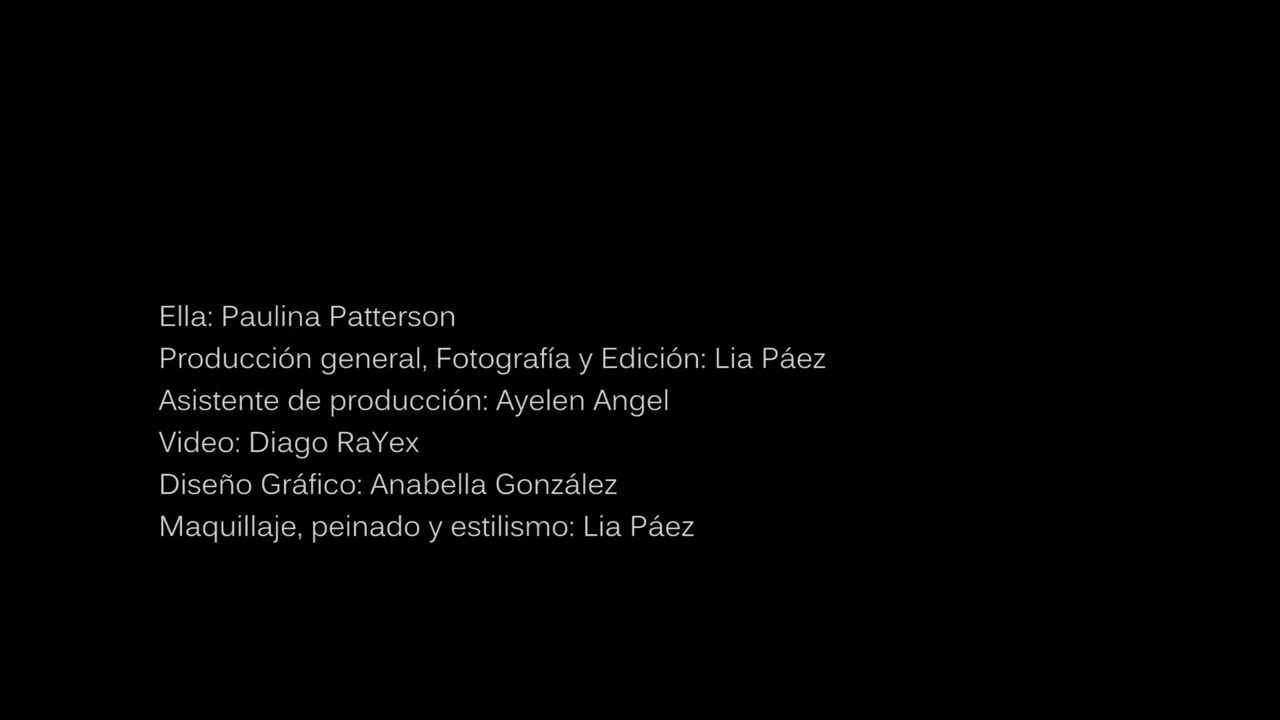 Ella: Paulina Patterson
Producción general, Fotografía y Edición: Lia Páez
Asistente de producción: Ayelen Angel
Video: Diago RaYex
Diseño Gráfico: Anabella González
Maquillaje, peinado y estilismo: Lia Páez